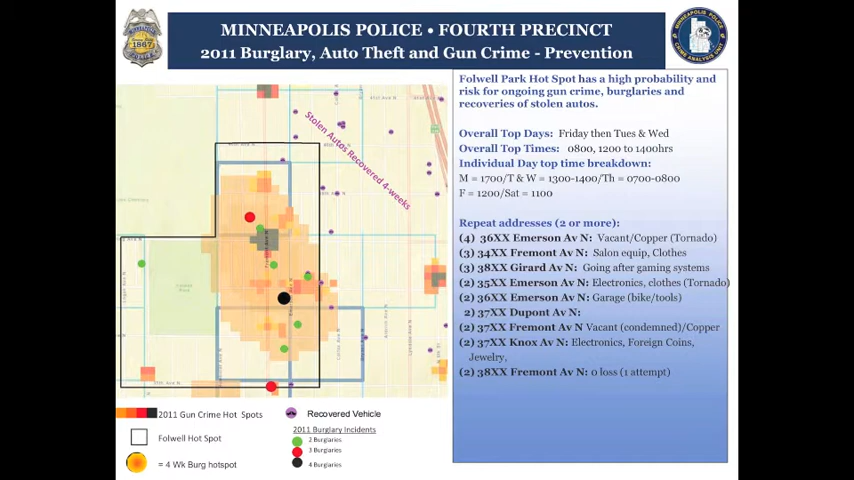 MINNEAPOLIS POLICE • FOURTH PRECINCT
2011 Burglary, Auto Theft and Gun Crime - Prevention
1867
MINNEAPOLIS POLICE
CRIME ANALYSIS UNIT
Stolen Autos Recovered 4-weeks
Folwell Park Hot Spot has a high probability and
risk for ongoing gun crime, burglaries and
recoveries of stolen autos.
Overall Top Days: Friday then Tues & Wed
Overall Top Times: 0800, 1200 to 1400hrs
Individual Day top time breakdown:
M = 1700/T & W = 1300-1400/Th = 0700-0800
F = 1200/Sat = 1100
Repeat addresses (2 or more):
(4) 36XX Emerson Av N: Vacant/Copper (Tornado)
(3) 34XX Fremont Av N: Salon equip, Clothes
(3) 38XX Girard Av N: Going after gaming systems
(2) 35XX Emerson Av N: Electronics, clothes (Tornado)
(2) 36XX Emerson Av N: Garage (bike/tools)
2) 37XX Dupont Av N:
(2) 37XX Fremont Av N Vacant (condemned)/Copper
(2) 37XX Knox Av N: Electronics, Foreign Coins,
Jewelry,
(2) 38XX Fremont Av N: 0 loss (1 attempt)
2011 Gun Crime Hot Spots
Folwell Hot Spot
= 4 Wk Burg hotspot
Recovered Vehicle
2011 Burglary Incidents
2 Burglaries
3 Burglaries
4 Burglaries